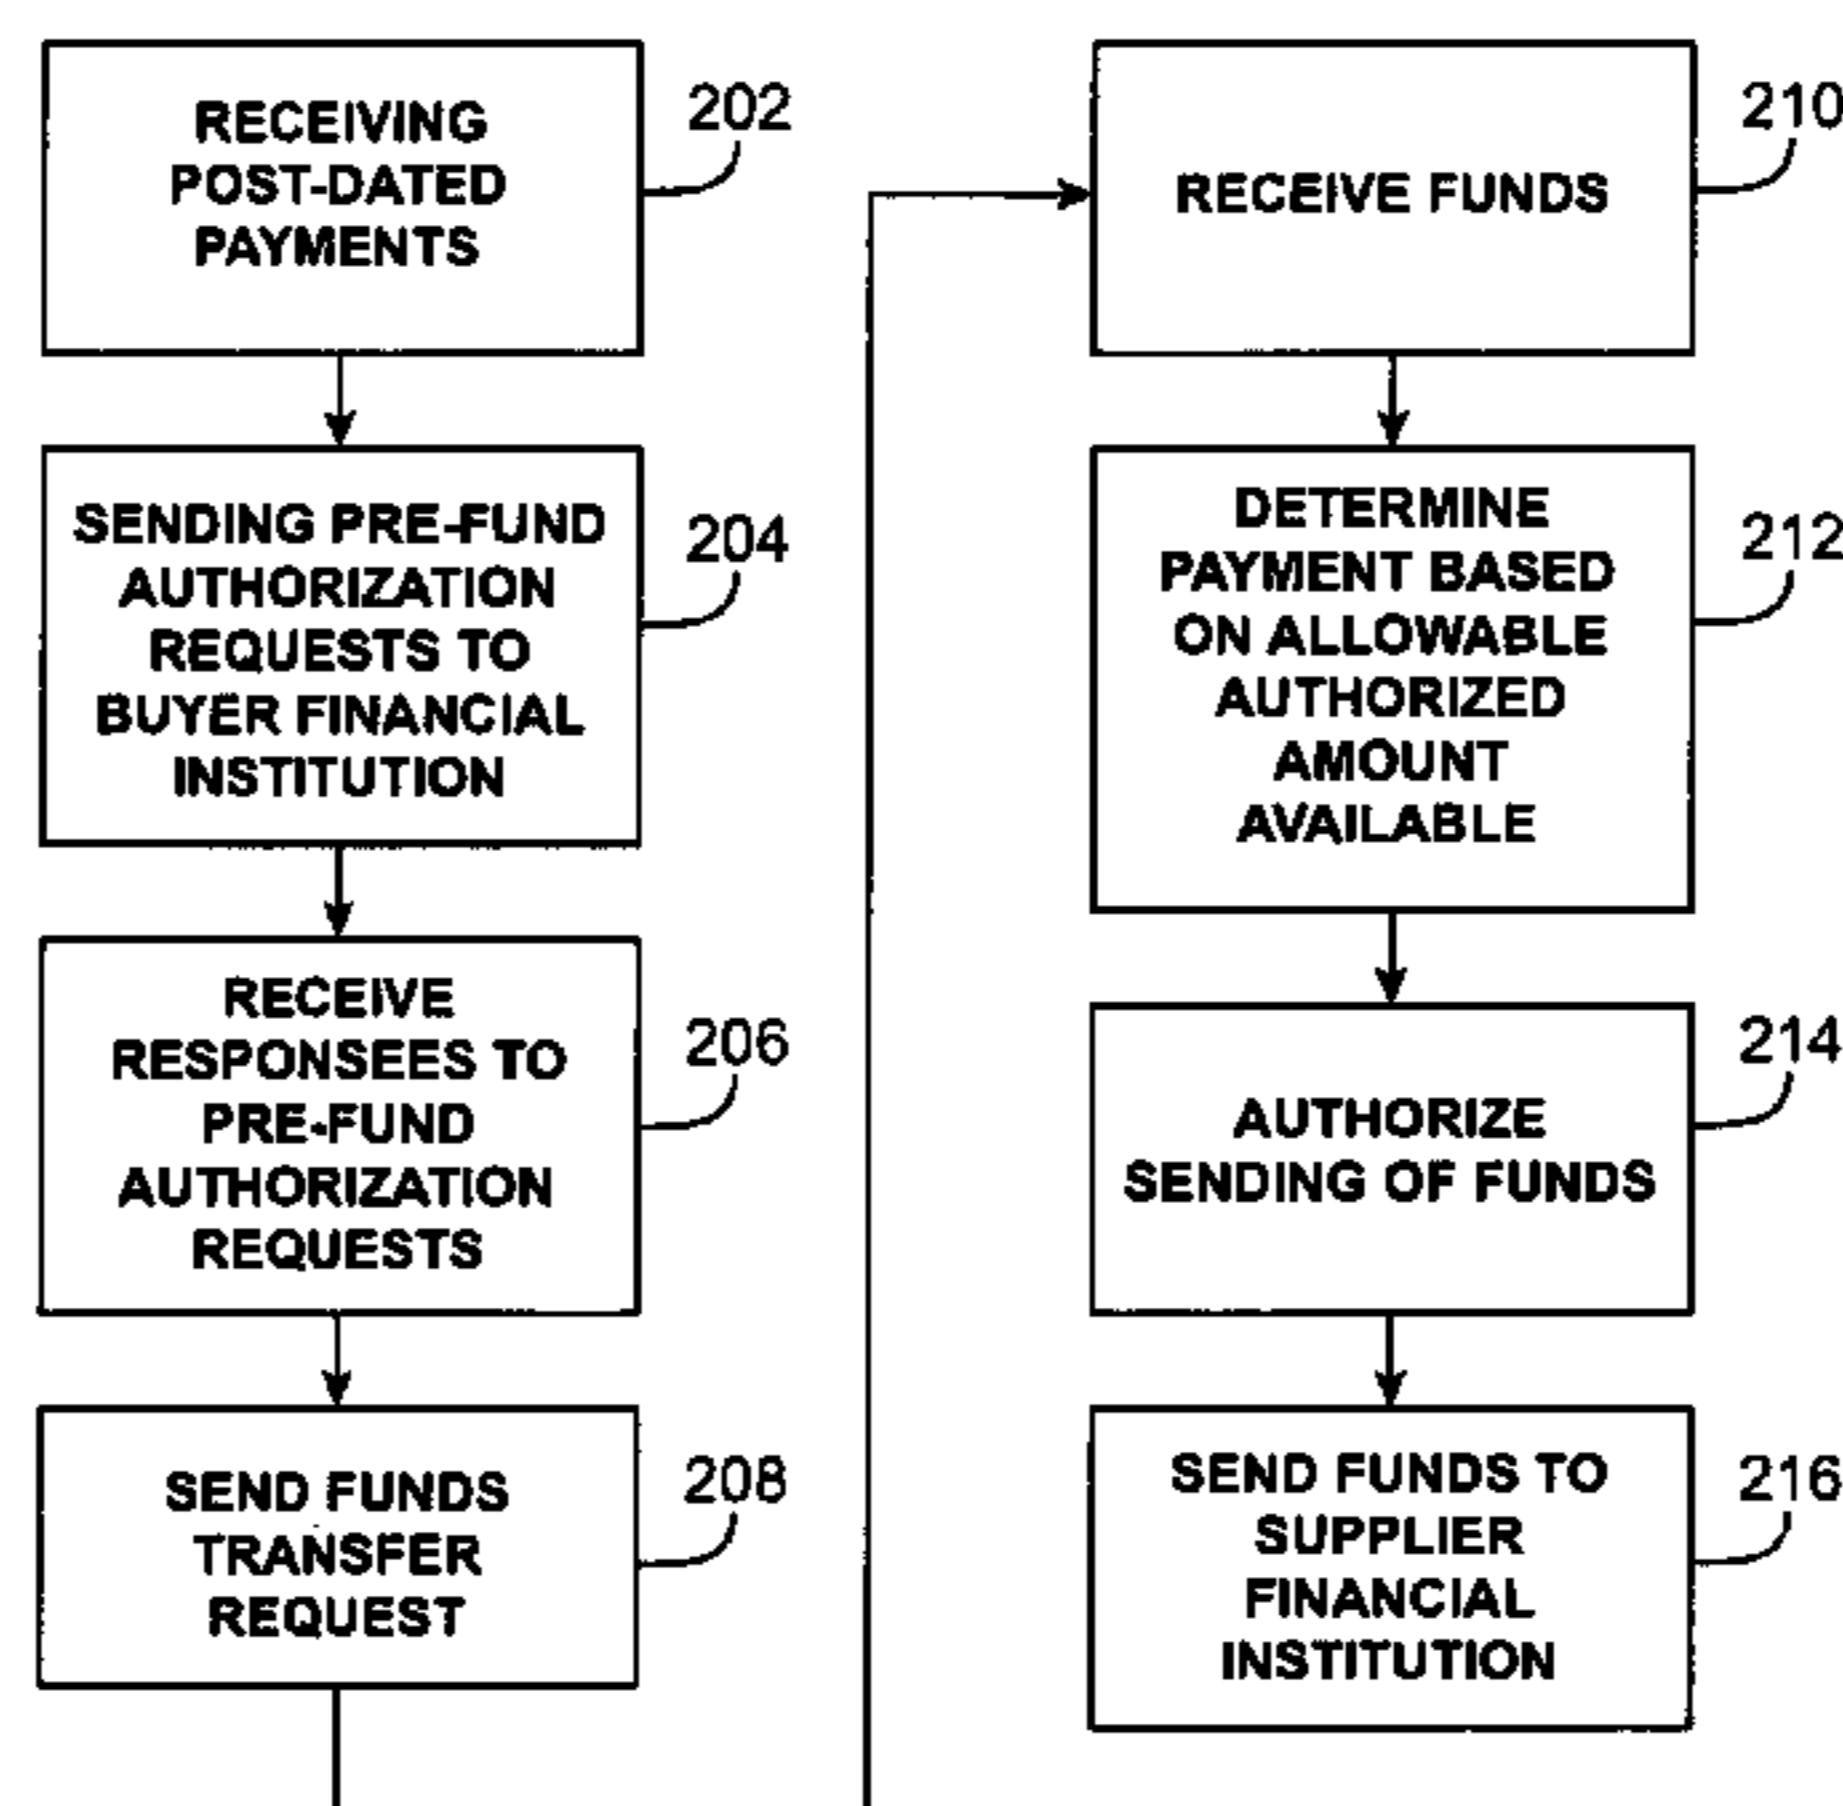 RECEIVING
POST-DATED
PAYMENTS
202
SENDING PRE-FUND
AUTHORIZATION
REQUESTS TO
BUYER FINANCIAL
INSTITUTION
204
RECEIVE
RESPONSEES TO
PRE-FUND
AUTHORIZATION
REQUESTS
206
SEND FUNDS
TRANSFER
REQUEST
208
RECEIVE FUNDS
210
DETERMINE
PAYMENT BASED
ON ALLOWABLE
AUTHORIZED
AMOUNT
AVAILABLE
212
AUTHORIZE
SENDING OF FUNDS
214
SEND FUNDS TO
SUPPLIER
FINANCIAL
INSTITUTION
216